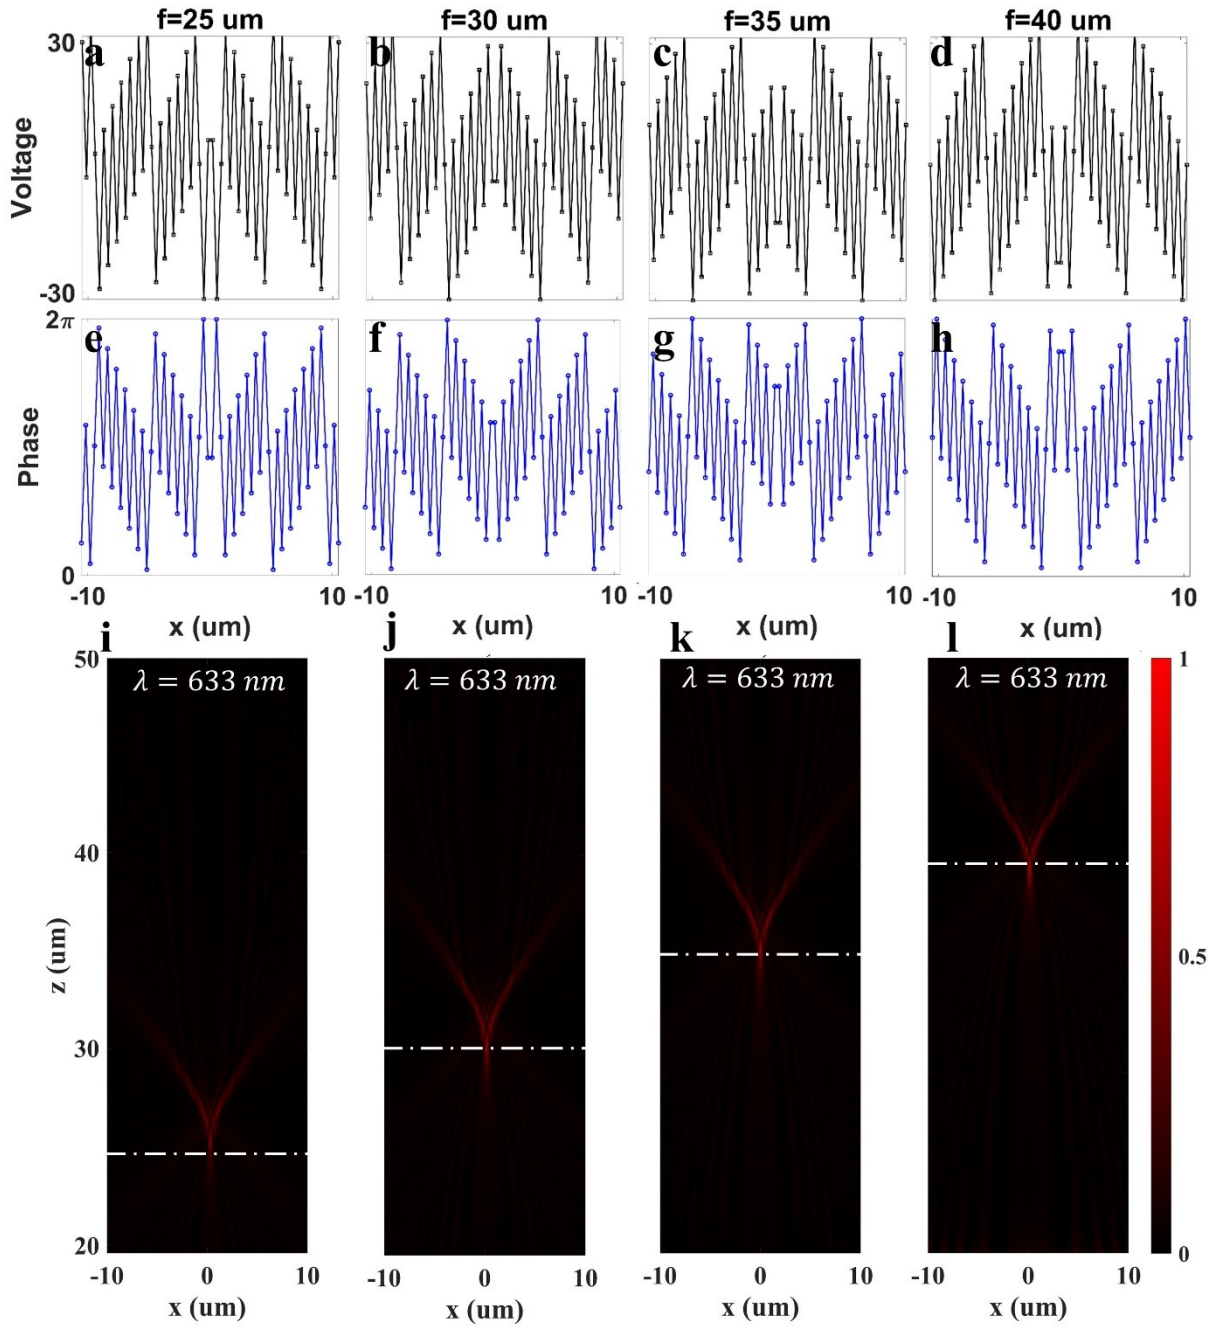 f=25 um f=30 um f=35 um f=40 um
a b c d
30
Voltage
-30
2π
e f g h
Phase
0
-10 10 -10 10 -10 10 -10 10
x (um) x (um) x (um) x (um)
i j k l
50
λ = 633 nm λ = 633 nm λ = 633 nm λ = 633 nm
1
40
z (um)
0.5
30
20
0
-10 0 10 -10 0 10 -10 0 10 -10 0 10
x (um) x (um) x (um) x (um)